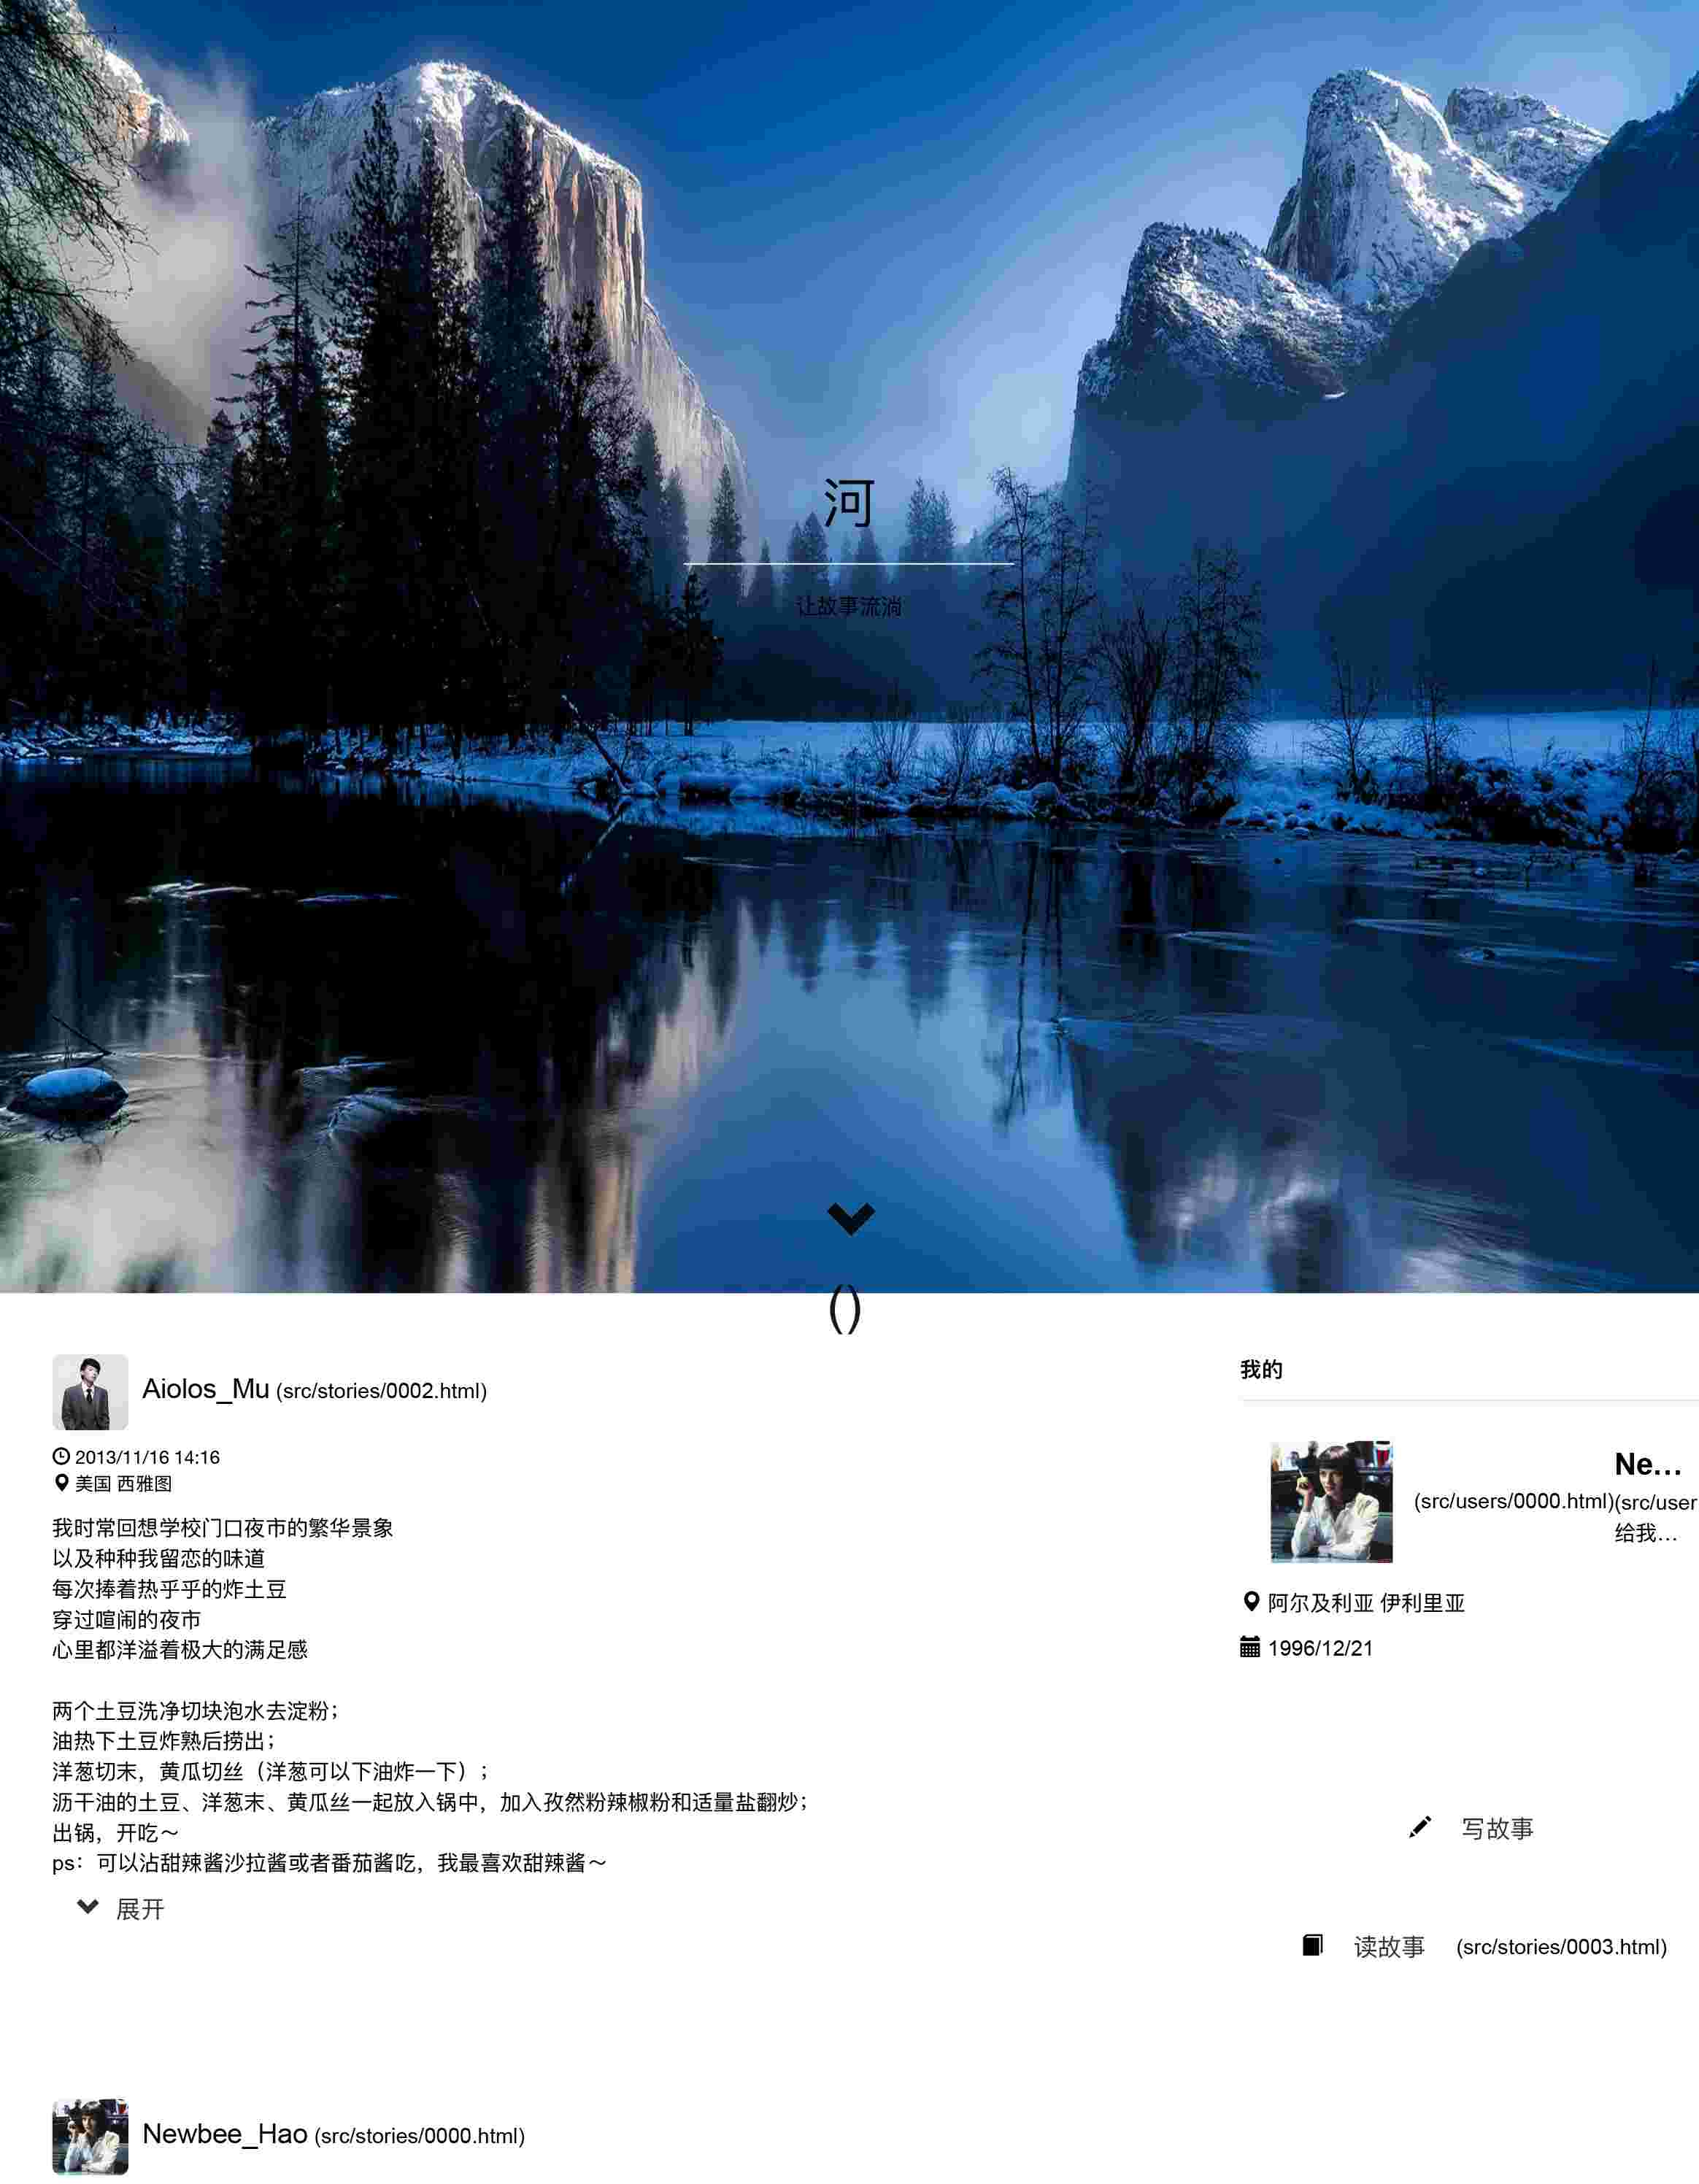 河
让故事流淌
()
Aiolos_Mu (src/stories/0002.html)
2013/11/16 14:16
美国 西雅图
我时常回想学校门口夜市的繁华景象
以及种种我留恋的味道
每次捧着热乎乎的炸土豆
穿过喧闹的夜市
心里都洋溢着极大的满足感
两个土豆洗净切块泡水去淀粉；
油热下土豆炸熟后捞出；
洋葱切末，黄瓜切丝（洋葱可以下油炸一下）；
沥干油的土豆、洋葱末、黄瓜丝一起放入锅中，加入孜然粉辣椒粉和适量盐翻炒；
出锅，开吃～
ps：可以沾甜辣酱沙拉酱或者番茄酱吃，我最喜欢甜辣酱～
展开
Newbee_Hao (src/stories/0000.html)
我的
Ne...
(src/users/0000.html)(src/user
给我...
阿尔及利亚 伊利里亚
1996/12/21
写故事
读故事 (src/stories/0003.html)